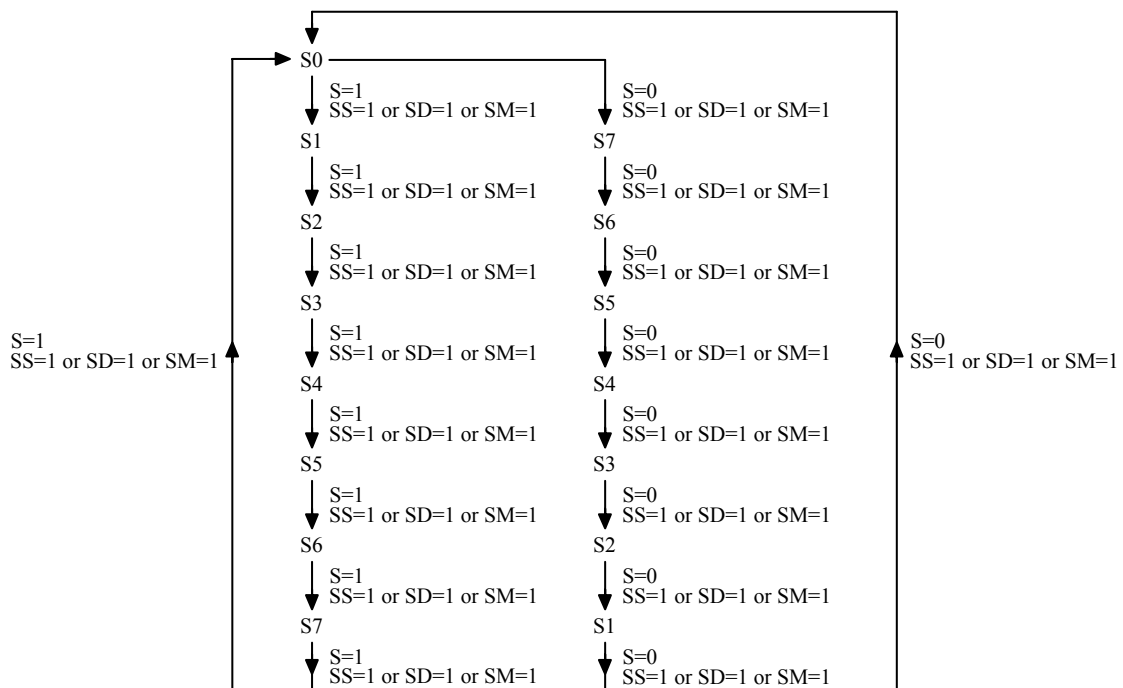 S0
S=1
SS=1 or SD=1 or SM=1
S=0
SS=1 or SD=1 or SM=1
S1
S7
S=1
SS=1 or SD=1 or SM=1
S=0
SS=1 or SD=1 or SM=1
S2
S6
S=1
SS=1 or SD=1 or SM=1
S=0
SS=1 or SD=1 or SM=1
S3
S5
S=1
SS=1 or SD=1 or SM=1
S=1
SS=1 or SD=1 or SM=1
S=0
SS=1 or SD=1 or SM=1
S=0
SS=1 or SD=1 or SM=1
S4
S4
S=1
SS=1 or SD=1 or SM=1
S=0
SS=1 or SD=1 or SM=1
S5
S3
S=1
SS=1 or SD=1 or SM=1
S=0
SS=1 or SD=1 or SM=1
S6
S2
S=1
SS=1 or SD=1 or SM=1
S=0
SS=1 or SD=1 or SM=1
S7
S1
S=1
SS=1 or SD=1 or SM=1
S=0
SS=1 or SD=1 or SM=1